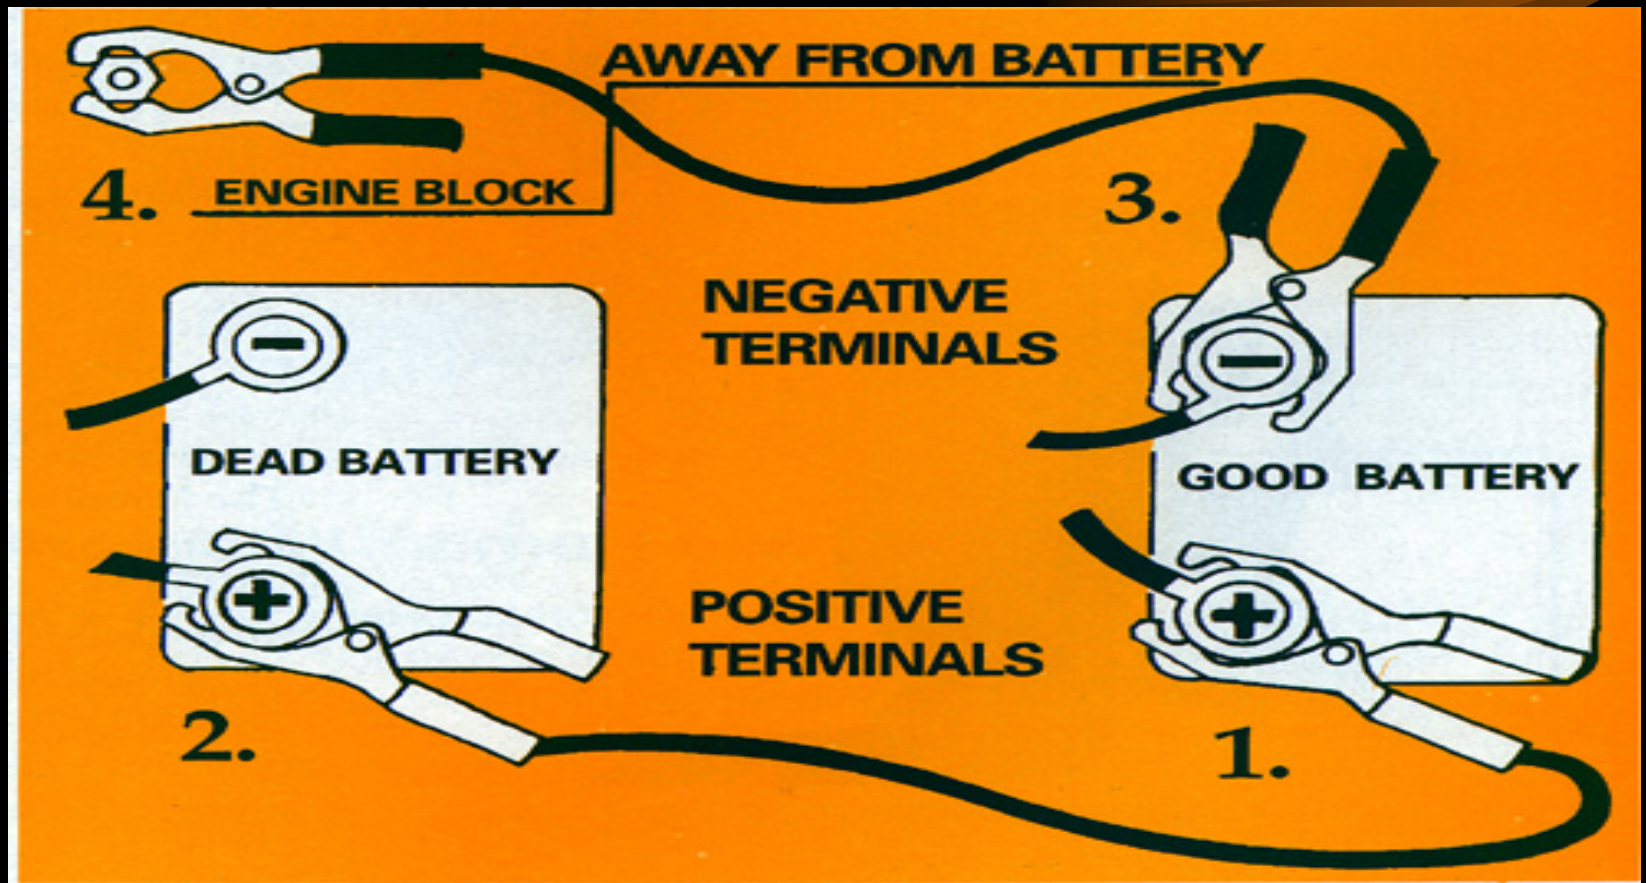 AWAY FROM BATTERY
4. ENGINE BLOCK
3.
NEGATIVE
TERMINALS
DEAD BATTERY
GOOD BATTERY
POSITIVE
TERMINALS
2.
1.